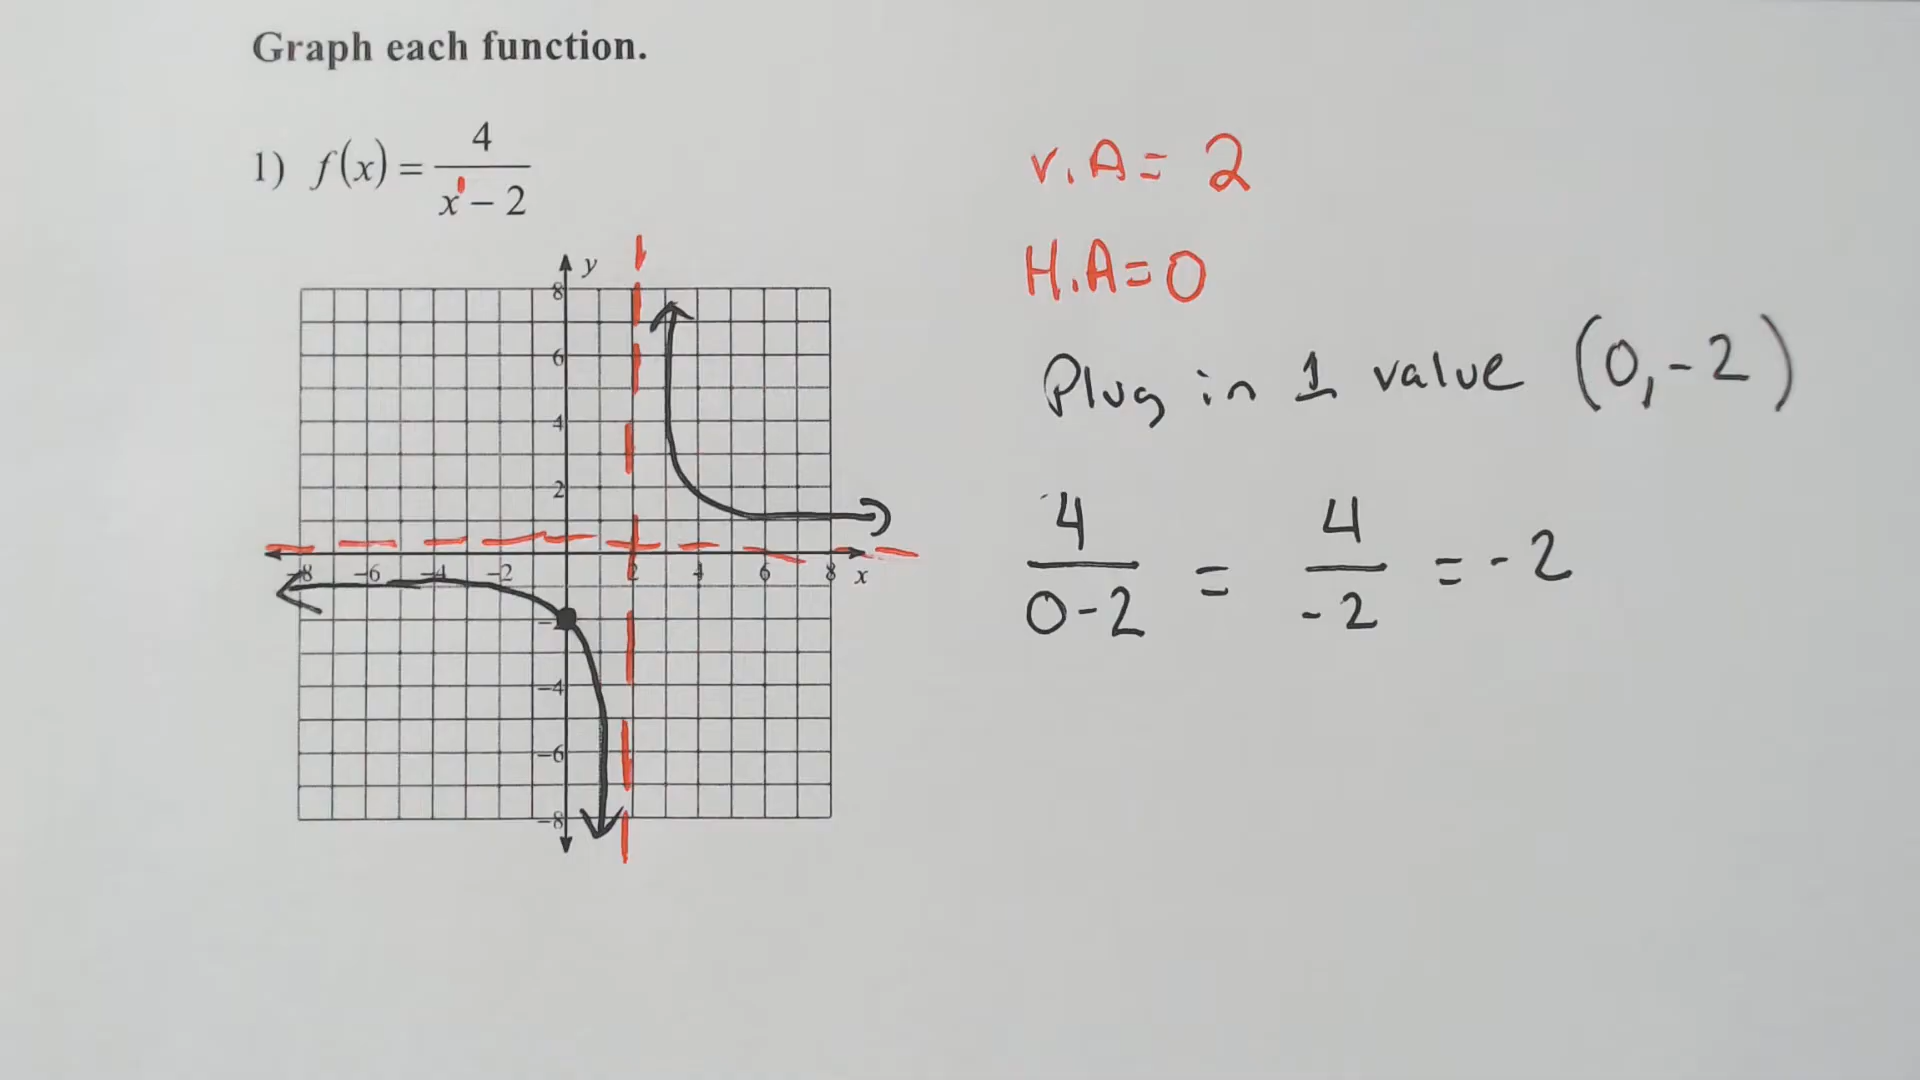 Graph each function.
1) f(x) = 4 / (x - 2)
V.A = 2
H.A = 0
Plug in 1 value (0, -2)
4 / (0 - 2) = 4 / -2 = -2
y
8
6
4
2
-8 -6 -4 -2 2 4 6 8 x
-2
-4
-6
-8